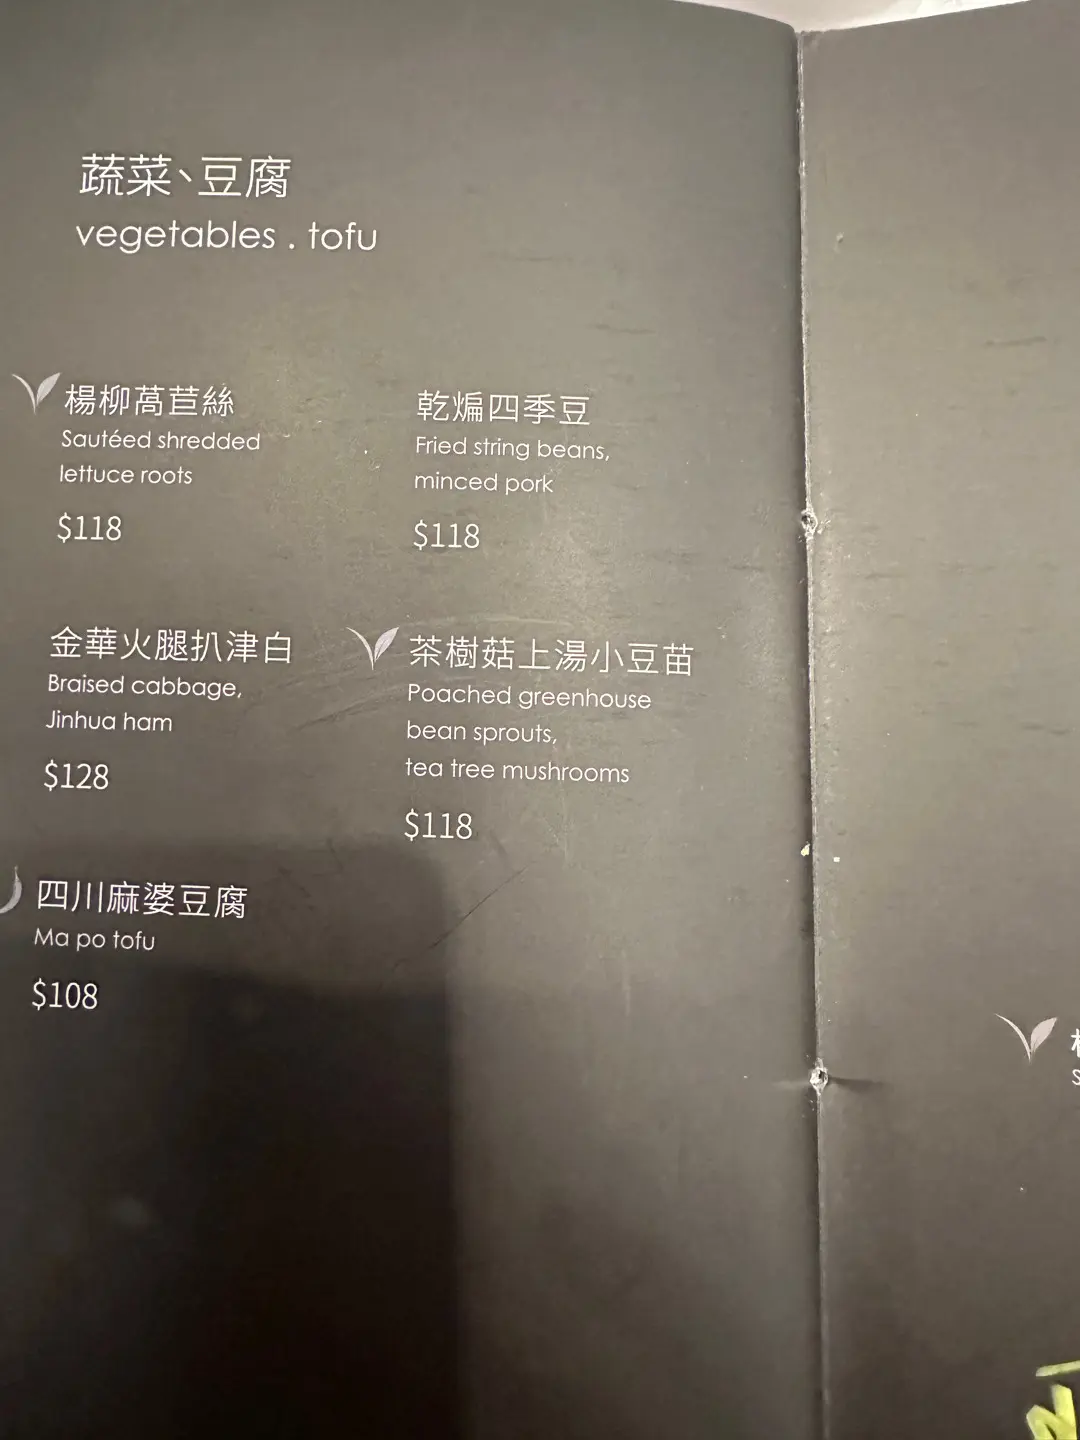 蔬菜、豆腐
vegetables . tofu
楊柳萵苣絲
Sautéed shredded
lettuce roots
$118
乾煸四季豆
Fried string beans,
minced pork
$118
金華火腿扒津白
Braised cabbage,
Jinhua ham
$128
茶樹菇上湯小豆苗
Poached greenhouse
bean sprouts,
tea tree mushrooms
$118
四川麻婆豆腐
Ma po tofu
$108